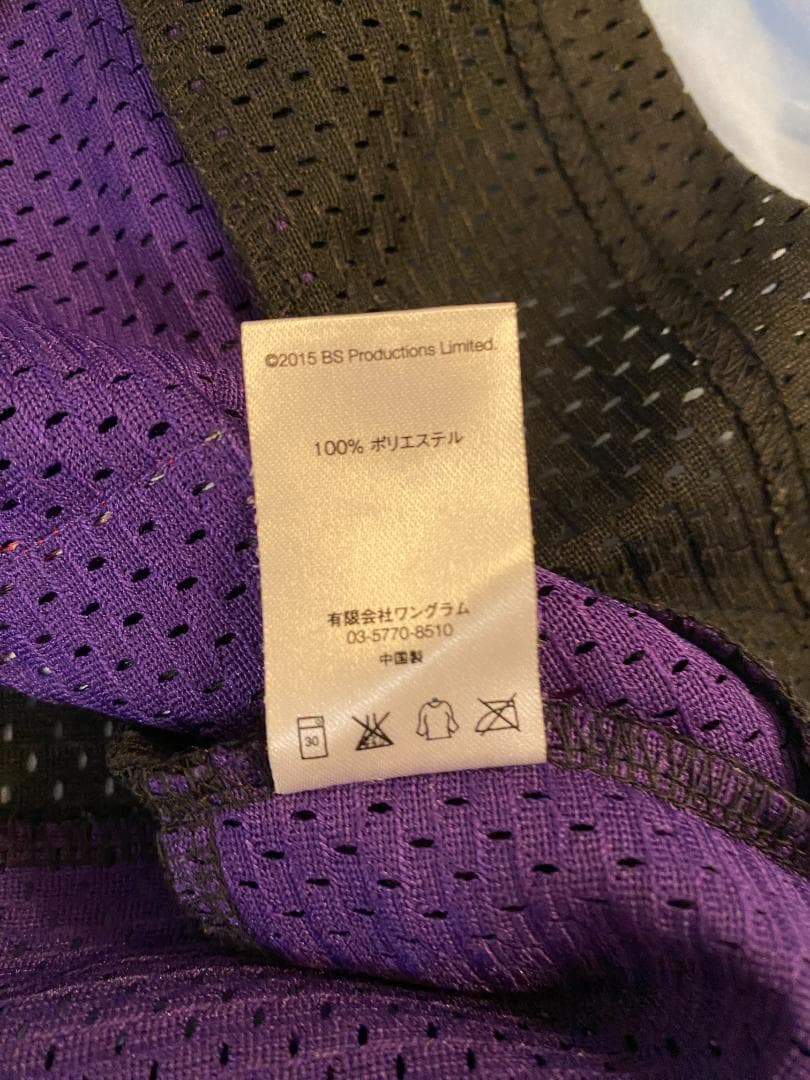 ©2015 BS Productions Limited.
100% ポリエステル
有限会社ワングラム
03-5770-8510
中国製
30